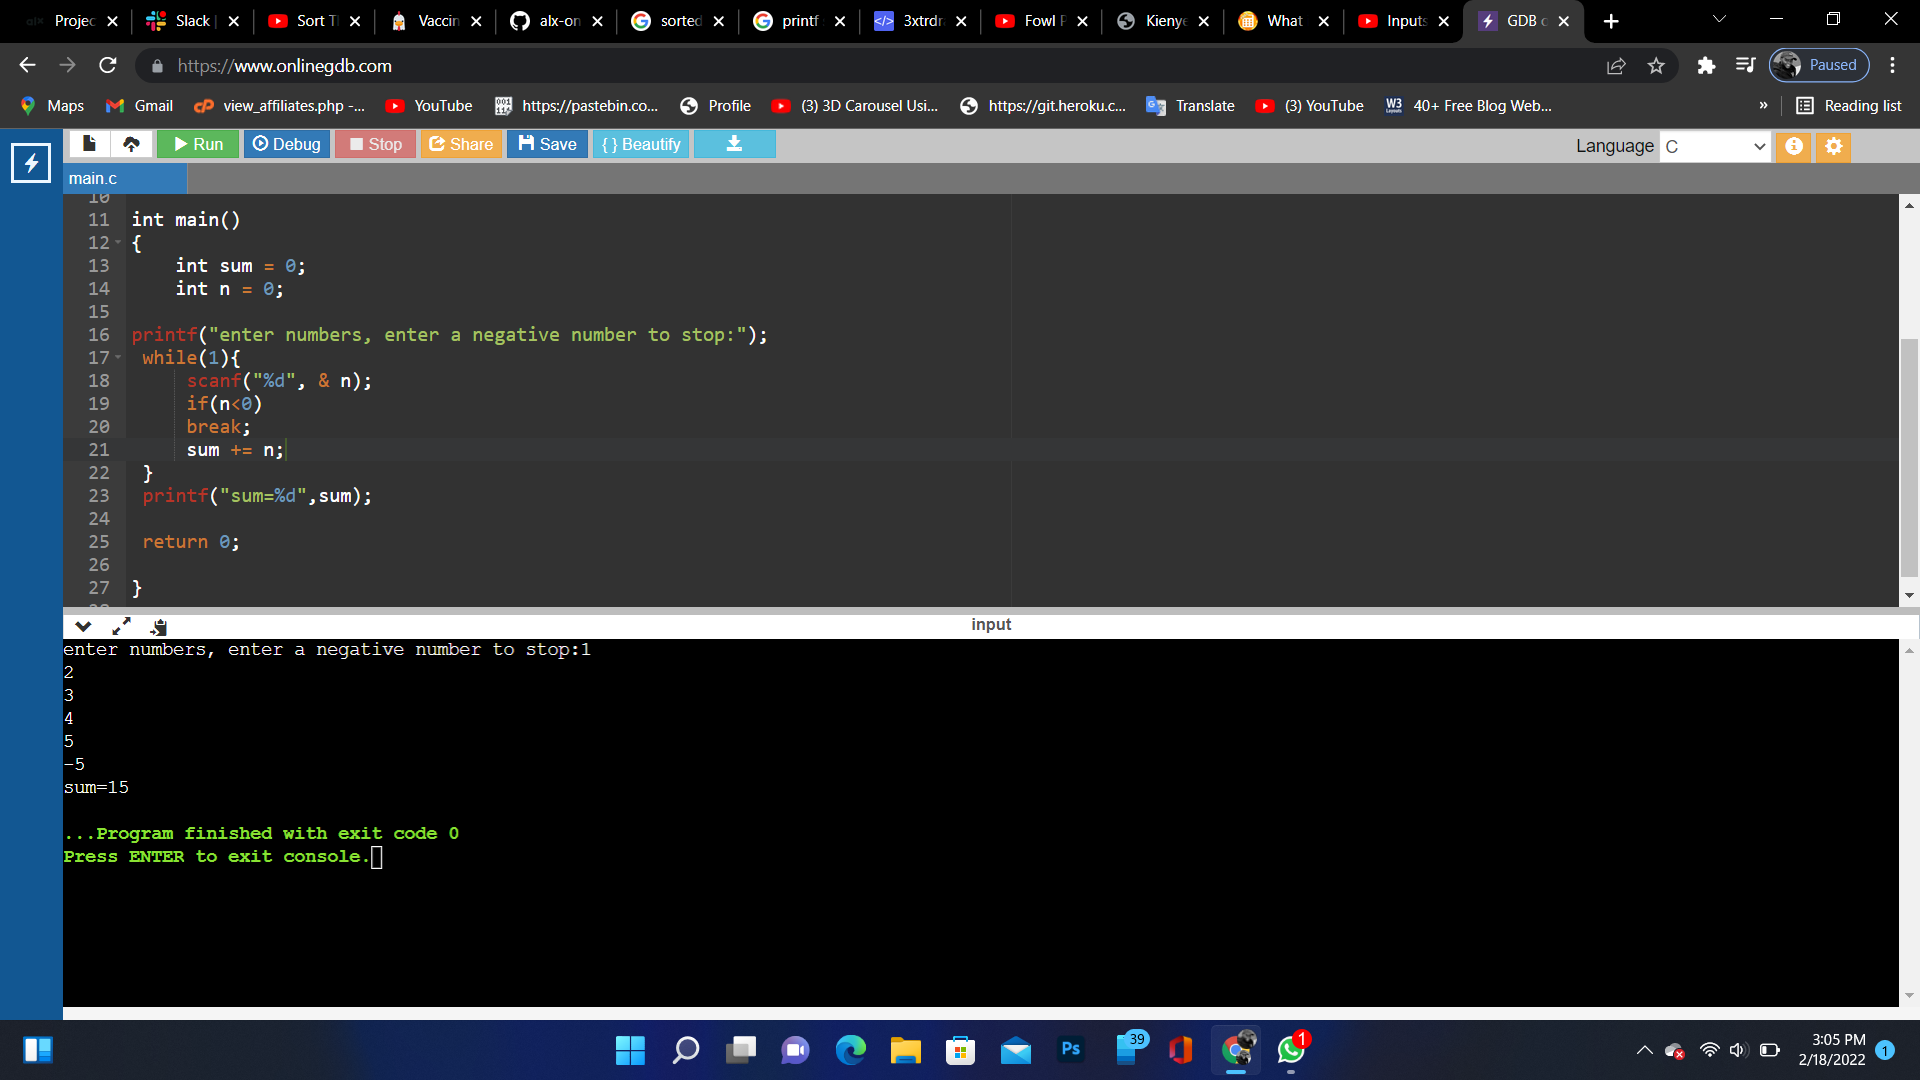 Projec
Slack |
Sort T
Vaccin
alx-on
sorted
printf
3xtrdr
Fowl P
Kienye
What
Inputs
GDB c
https://www.onlinegdb.com
Paused
Maps
Gmail
view_affiliates.php -...
YouTube
https://pastebin.co...
Profile
(3) 3D Carousel Usi...
https://git.heroku.c...
Translate
(3) YouTube
W3
40+ Free Blog Web...
»
Reading list
Run
Debug
Stop
Share
Save
{ } Beautify
Language
C
main.c
10
11 int main()
12 {
13 int sum = 0;
14 int n = 0;
15
16 printf("enter numbers, enter a negative number to stop:");
17 while(1){
18 scanf("%d", & n);
19 if(n<0)
20 break;
21 sum += n;
22 }
23 printf("sum=%d",sum);
24
25 return 0;
26
27 }
input
enter numbers, enter a negative number to stop:1
2
3
4
5
-5
sum=15
...Program finished with exit code 0
Press ENTER to exit console.
Ps
39
1
3:05 PM
2/18/2022
1